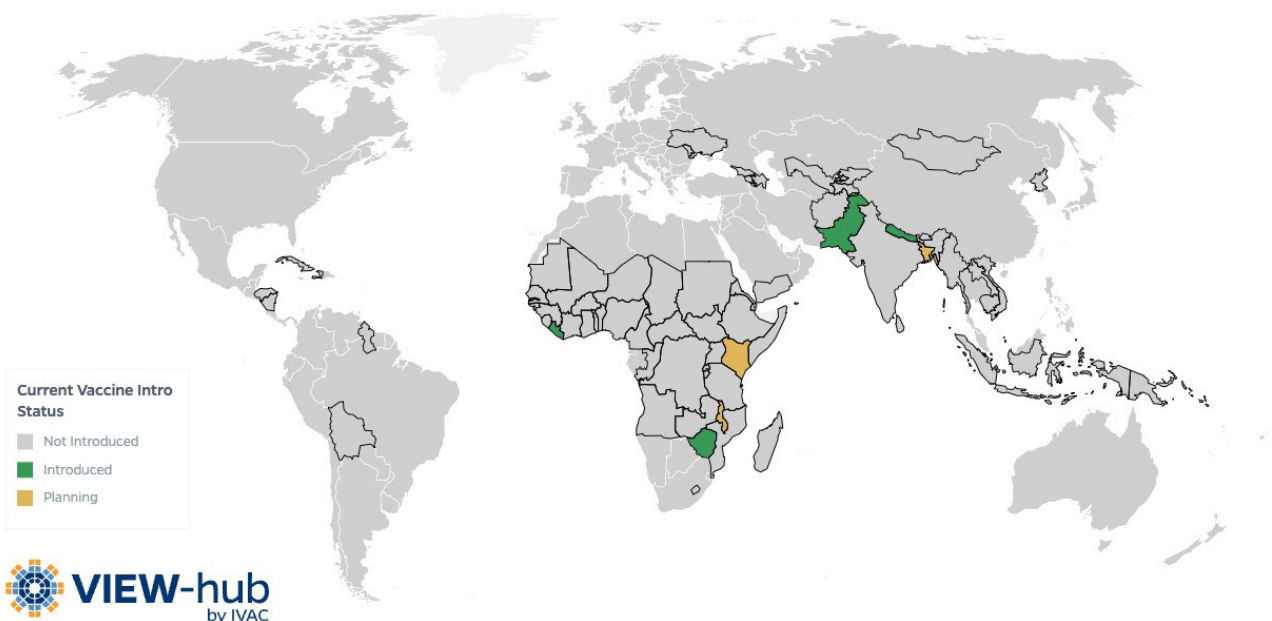 Current Vaccine Intro
Status
Not Introduced
Introduced
Planning
VIEW-hub
by IVAC